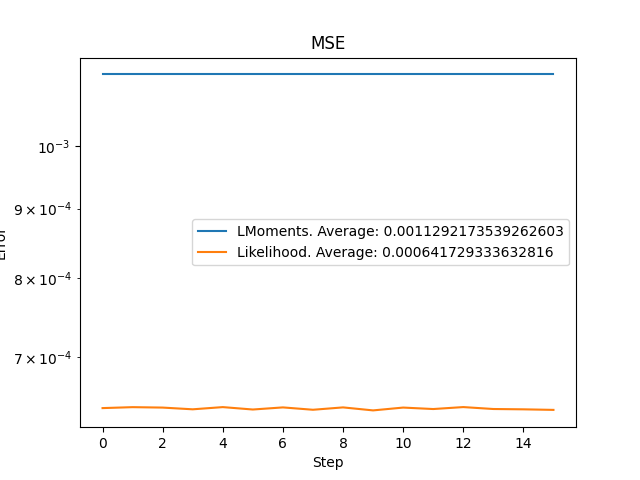 MSE
10⁻³
9 × 10⁻⁴
8 × 10⁻⁴
7 × 10⁻⁴
Error
LMoments. Average: 0.0011292173539262603
Likelihood. Average: 0.000641729333632816
0 2 4 6 8 10 12 14
Step